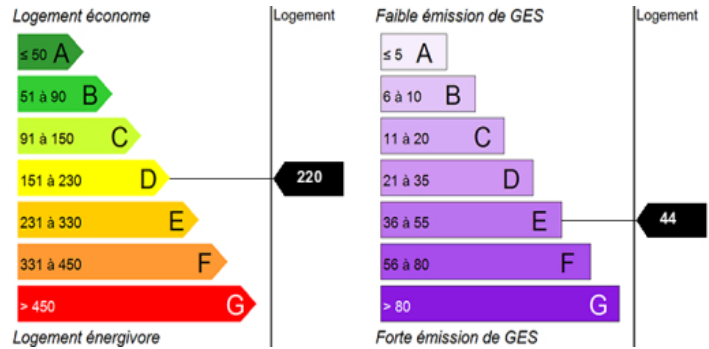 Logement économe
Logement
≤ 50 A
51 à 90 B
91 à 150 C
151 à 230 D
220
231 à 330 E
331 à 450 F
> 450 G
Logement énergivore
Faible émission de GES
Logement
≤ 5 A
6 à 10 B
11 à 20 C
21 à 35 D
36 à 55 E
44
56 à 80 F
> 80 G
Forte émission de GES